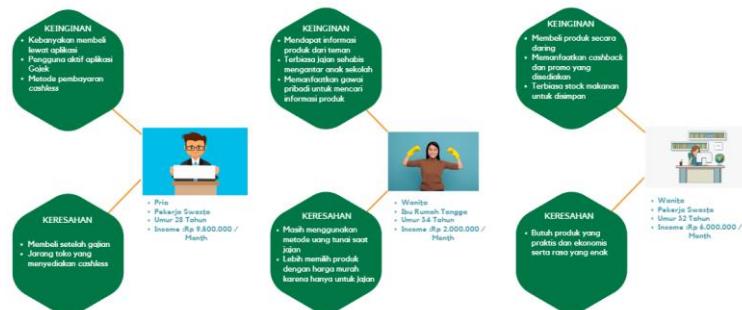 KEINGINAN
Kebanyakan membeli
lewat aplikasi
Pengguna aktif aplikasi
Gojek
Metode pembayaran
cashless
Pria
Pekerja Swasta
Umur 28 Tahun
Income :Rp 9.500.000 /
Month
KERESAHAN
Membeli setelah gajian
Jarang toko yang
menyediakan cashless
KEINGINAN
Mendapat informasi
produk dari teman
Terbiasa jajan sehabis
mengantar anak sekolah
Memanfaatkan gawai
pribadi untuk mencari
informasi produk
Wanita
Ibu Rumah Tangga
Umur 34 Tahun
Income :Rp 2.000.000 /
Month
KERESAHAN
Masih menggunakan
metode uang tunai saat
jajan
Lebih memilih produk
dengan harga murah
karena hanya untuk jajan
KEINGINAN
Membeli produk secara
daring
Memanfaatkan cashback
dan promo yang
disediakan
Terbiasa stock makanan
untuk disimpan
Wanita
Pekerja Swasta
Umur 32 Tahun
Income :Rp 6.000.000 /
Month
KERESAHAN
Butuh produk yang
praktis dan ekonomis
serta rasa yang enak